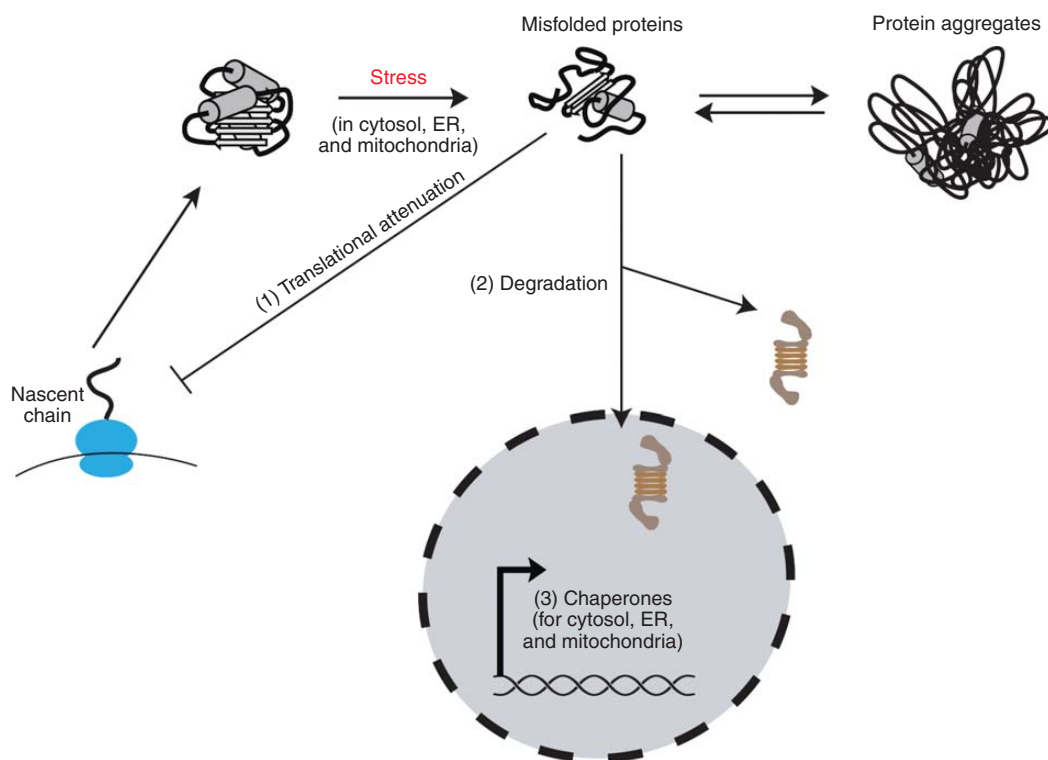 Misfolded proteins
Protein aggregates
Stress
(in cytosol, ER,
and mitochondria)
(1) Translational attenuation
(2) Degradation
Nascent
chain
(3) Chaperones
(for cytosol, ER,
and mitochondria)